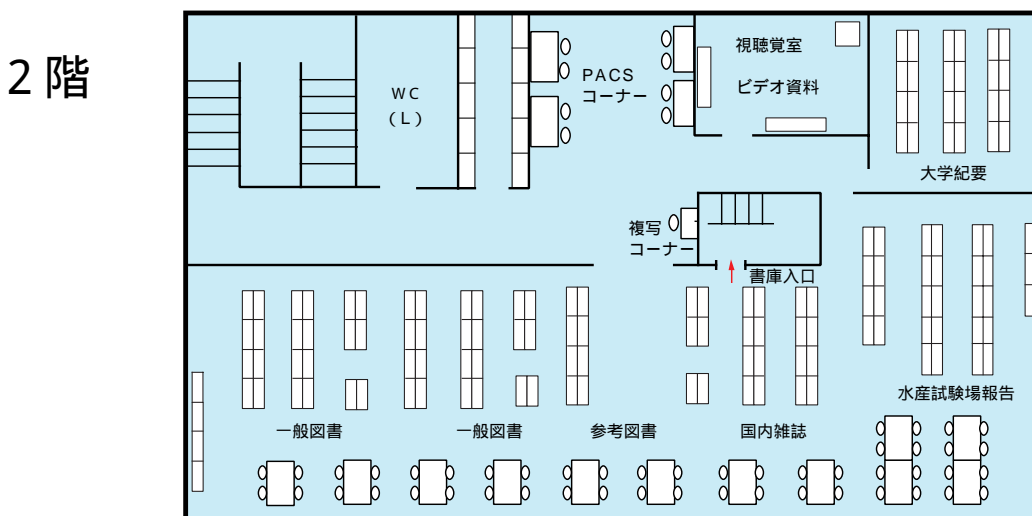 2階
WC
(L)
PACS
コーナー
視聴覚室
ビデオ資料
大学紀要
複写
コーナー
書庫入口
水産試験場報告
一般図書
一般図書
参考図書
国内雑誌